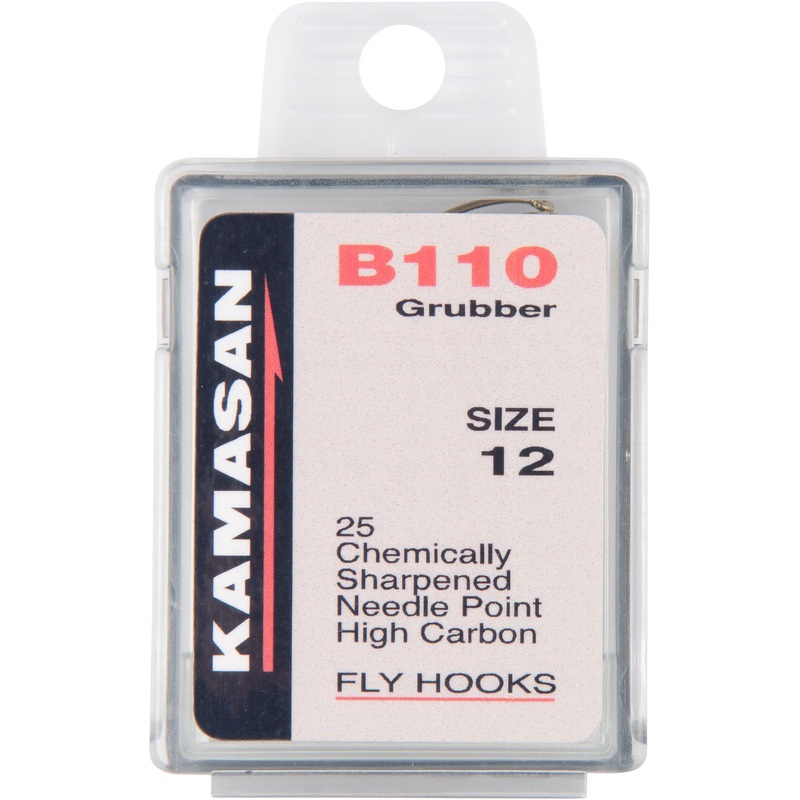 KAMASAN
B110
Grubber
SIZE
12
25
Chemically
Sharpened
Needle Point
High Carbon
FLY HOOKS